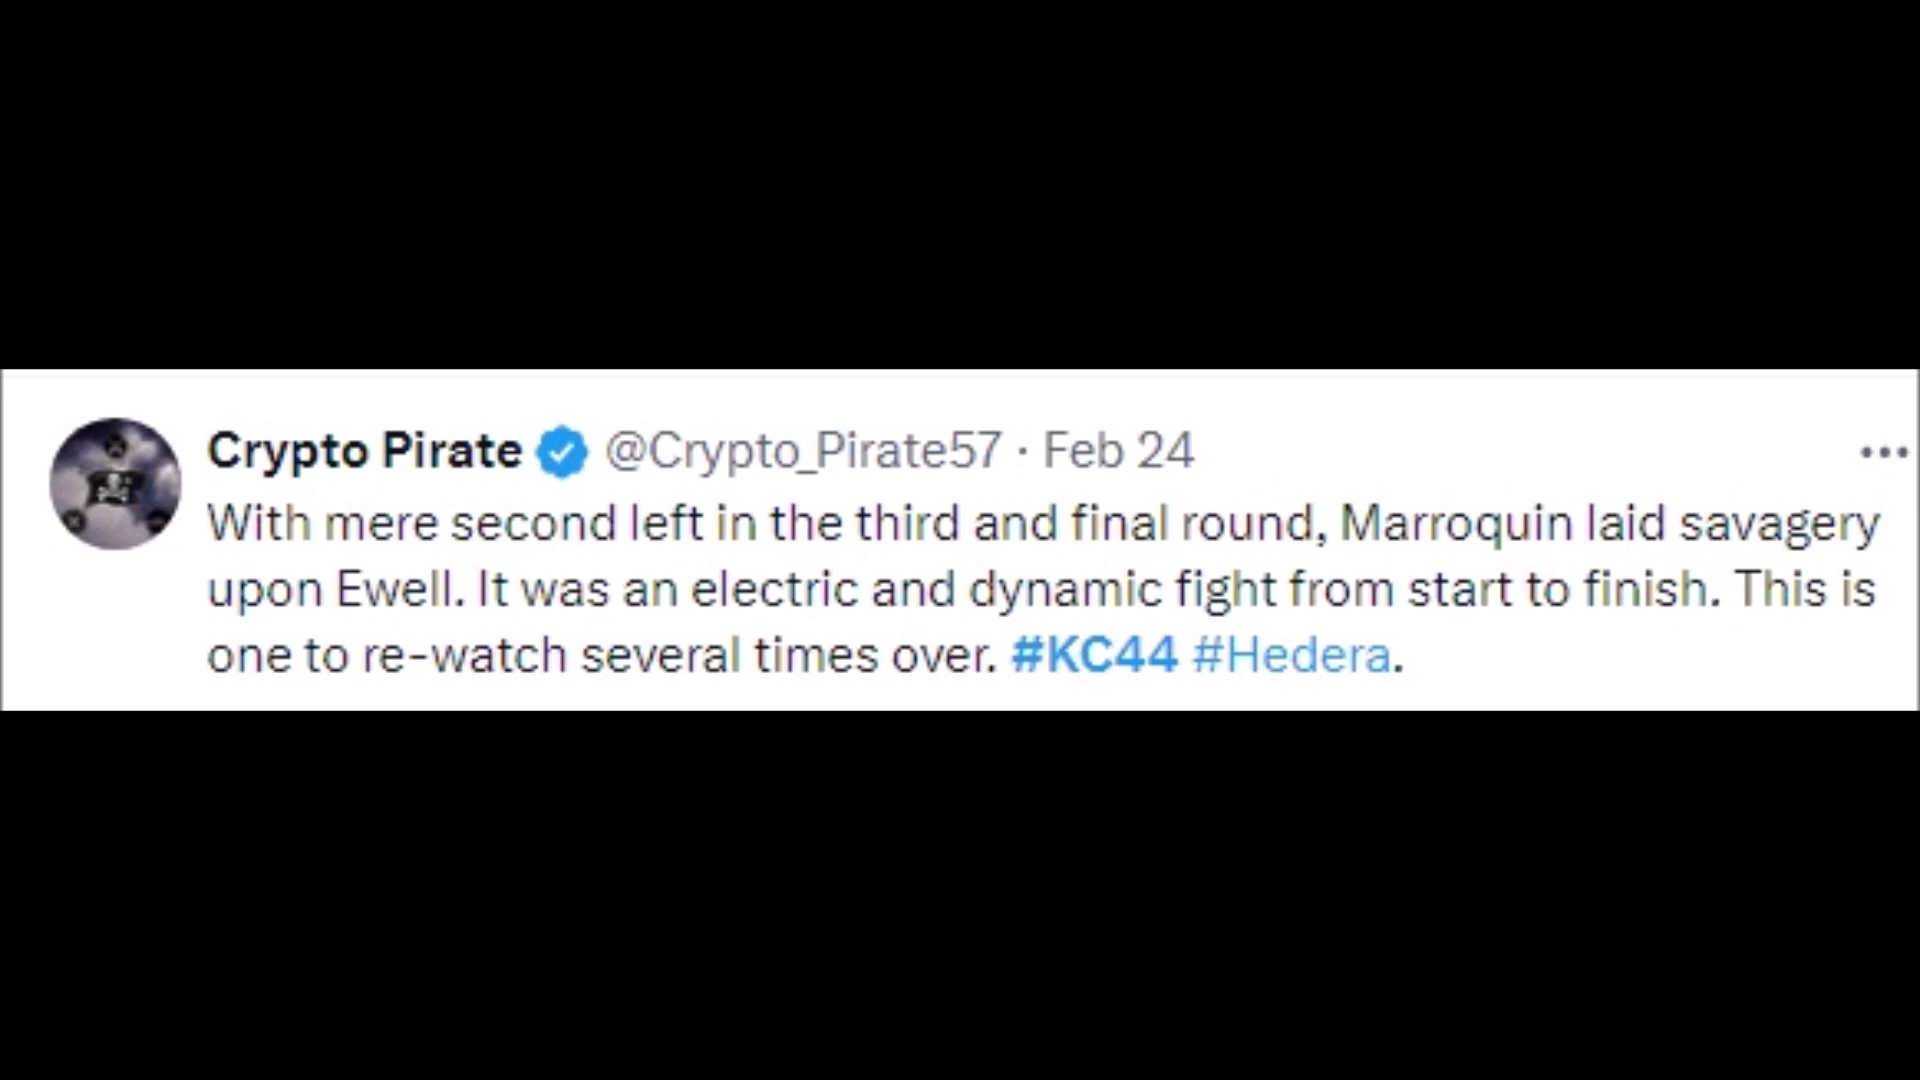 Crypto Pirate @Crypto_Pirate57 · Feb 24
With mere second left in the third and final round, Marroquin laid savagery
upon Ewell. It was an electric and dynamic fight from start to finish. This is
one to re-watch several times over. #KC44 #Hedera.